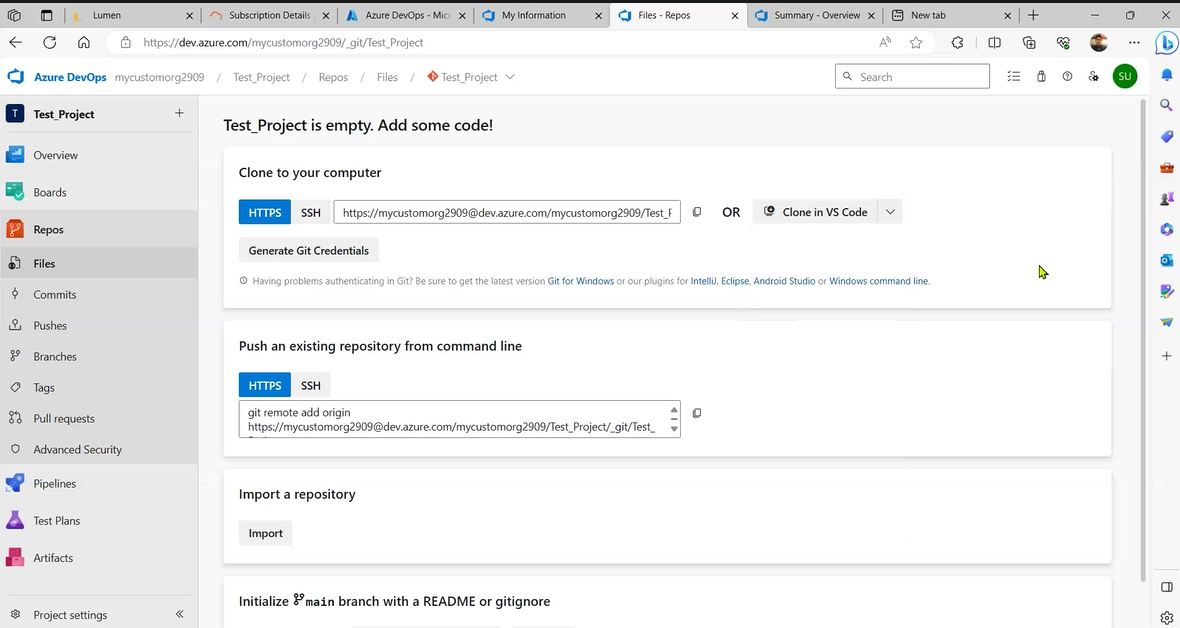 Lumen
Subscription Details
Azure DevOps - Mic
My Information
Files - Repos
Summary - Overview
New tab
https://dev.azure.com/mycustomorg2909/_git/Test_Project
Azure DevOps mycustomorg2909 / Test_Project / Repos / Files / Test_Project
Search
SU
T Test_Project
Overview
Boards
Repos
Files
Commits
Pushes
Branches
Tags
Pull requests
Advanced Security
Pipelines
Test Plans
Artifacts
Project settings
Test_Project is empty. Add some code!
Clone to your computer
HTTPS SSH https://mycustomorg2909@dev.azure.com/mycustomorg2909/Test_F OR Clone in VS Code
Generate Git Credentials
Having problems authenticating in Git? Be sure to get the latest version Git for Windows or our plugins for IntelliJ, Eclipse, Android Studio or Windows command line.
Push an existing repository from command line
HTTPS SSH
git remote add origin
https://mycustomorg2909@dev.azure.com/mycustomorg2909/Test_Project/_git/Test_
Import a repository
Import
Initialize main branch with a README or gitignore